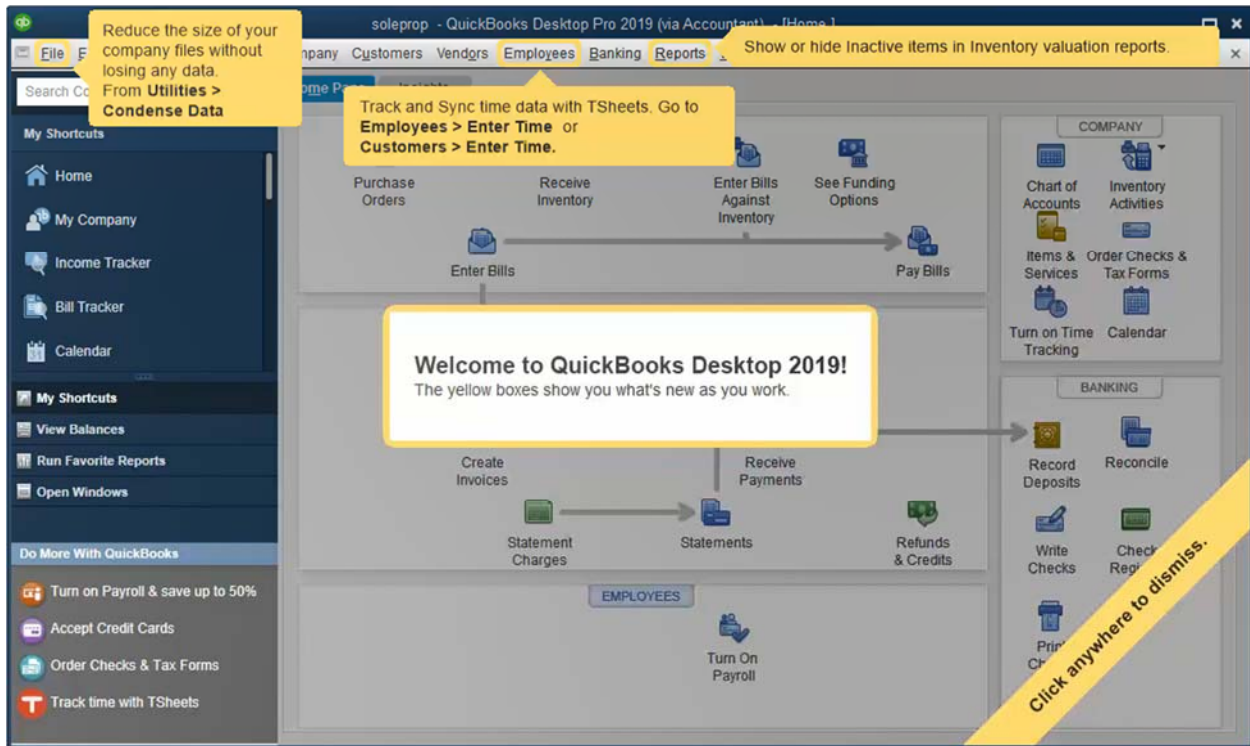 soleprop - QuickBooks Desktop Pro 2019 (via Accountant) - [Home ]
Reduce the size of your
company files without
losing any data.
From Utilities >
Condense Data
File
Customers Vendors Employees Banking Reports
Show or hide Inactive items in Inventory valuation reports.
Track and Sync time data with TSheets. Go to
Employees > Enter Time or
Customers > Enter Time.
My Shortcuts
Home
My Company
Income Tracker
Bill Tracker
Calendar
My Shortcuts
View Balances
Run Favorite Reports
Open Windows
Do More With QuickBooks
Turn on Payroll & save up to 50%
Accept Credit Cards
Order Checks & Tax Forms
Track time with TSheets
Purchase
Orders
Receive
Inventory
Enter Bills
Against
Inventory
See Funding
Options
Enter Bills
Pay Bills
Welcome to QuickBooks Desktop 2019!
The yellow boxes show you what's new as you work.
Create
Invoices
Receive
Payments
Statement
Charges
Statements
Refunds
& Credits
EMPLOYEES
Turn On
Payroll
COMPANY
Chart of
Accounts
Inventory
Activities
Items &
Services
Order Checks &
Tax Forms
Turn on Time
Tracking
Calendar
BANKING
Record
Deposits
Reconcile
Write
Checks
Check
Click anywhere to dismiss.